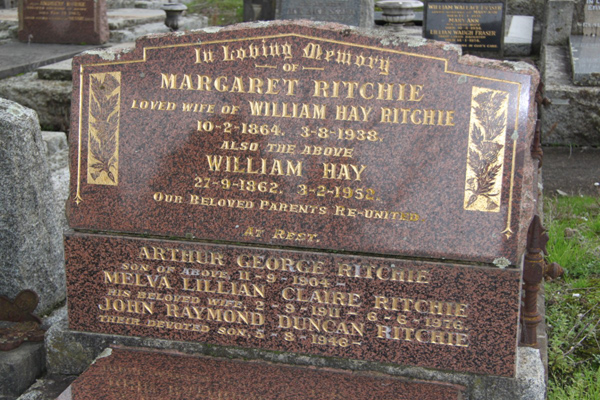 In Loving Memory
OF
MARGARET RITCHIE
LOVED WIFE OF WILLIAM HAY RITCHIE
10-2-1864. 3-8-1938.
ALSO THE ABOVE
WILLIAM HAY
27-9-1862. 3-2-1952.
OUR BELOVED PARENTS RE-UNITED.
AT REST.
ARTHUR GEORGE RITCHIE
SON OF ABOVE, 11-9-1904 -
MELVA LILLIAN CLAIRE RITCHIE
HIS BELOVED WIFE, 2-9-1911 - 6-6-1976.
JOHN RAYMOND DUNCAN RITCHIE
THEIR DEVOTED SON, 5-8-1946 -